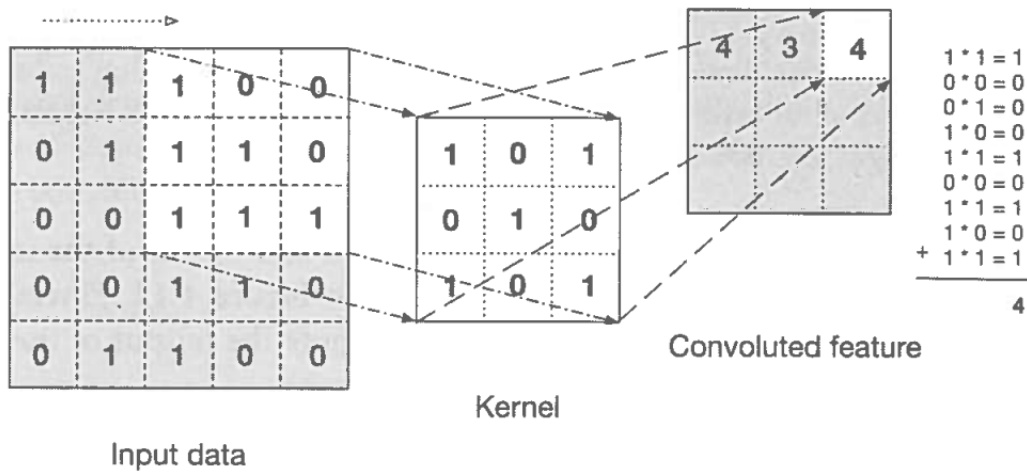 1 1 1 0 0
0 1 1 1 0
0 0 1 1 1
0 0 1 1 0
0 1 1 0 0
Input data
1 0 1
0 1 0
1 0 1
Kernel
4 3 4
Convoluted feature
1 * 1 = 1
0 * 0 = 0
0 * 1 = 0
1 * 0 = 0
1 * 1 = 1
0 * 0 = 0
1 * 1 = 1
1 * 0 = 0
+ 1 * 1 = 1
4